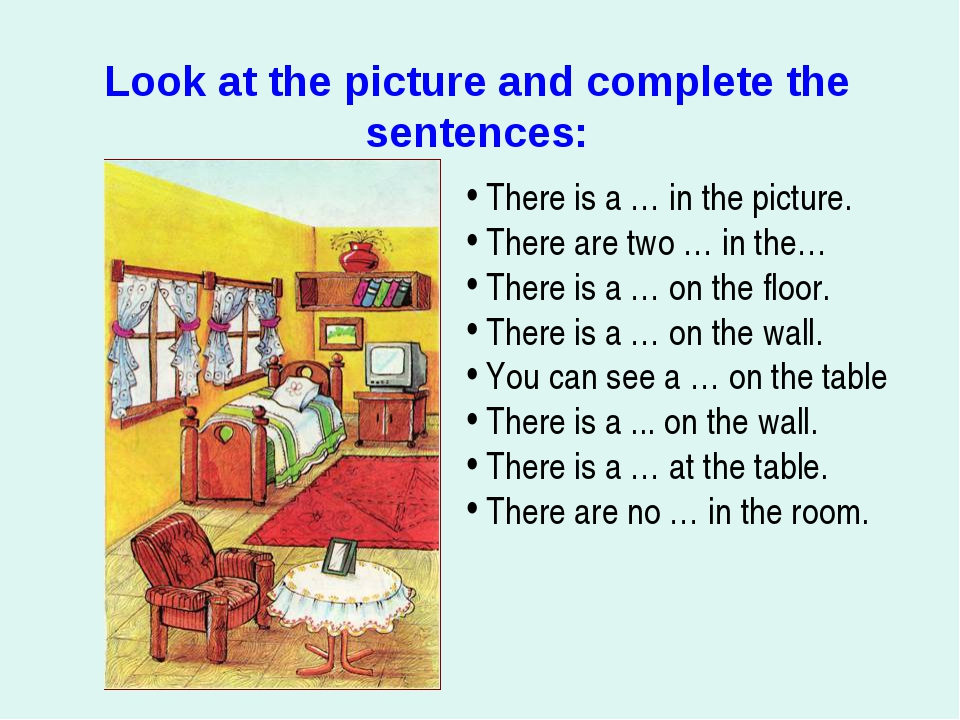 Look at the picture and complete the
sentences:
• There is a … in the picture.
• There are two … in the…
• There is a … on the floor.
• There is a … on the wall.
• You can see a … on the table
• There is a ... on the wall.
• There is a … at the table.
• There are no … in the room.